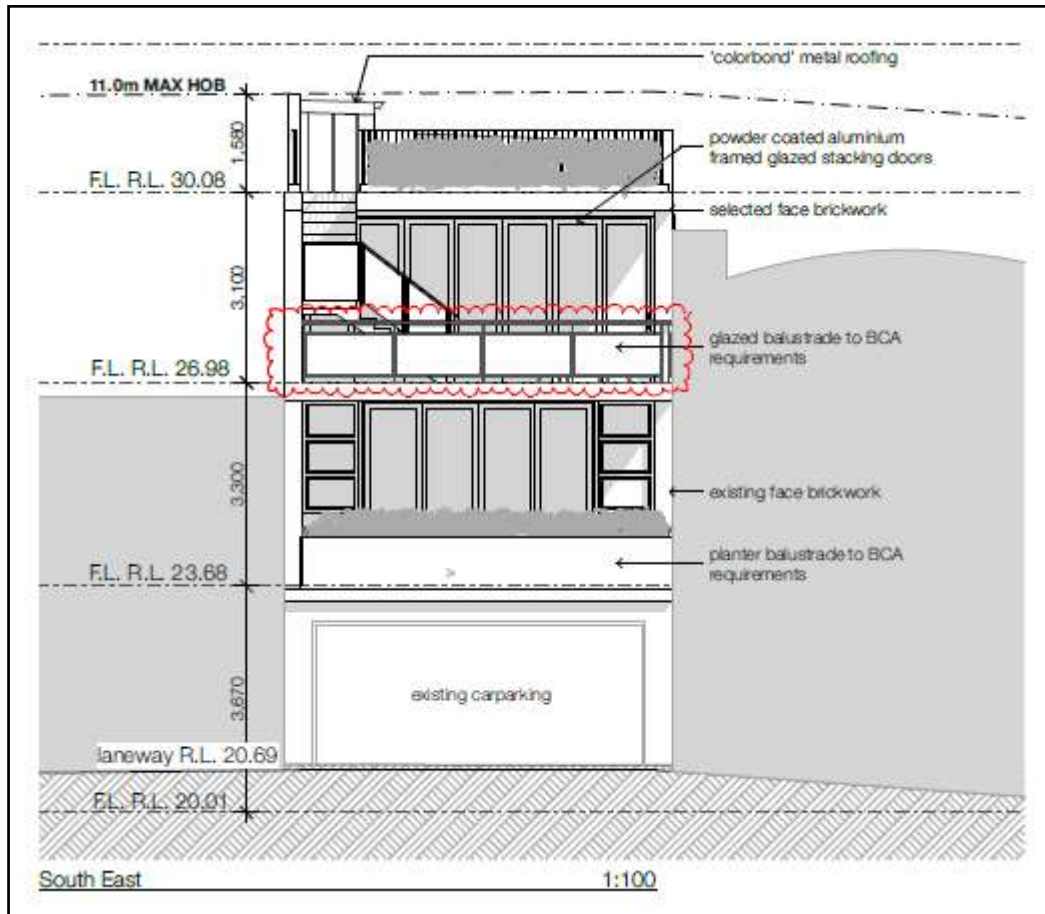 'colorbond' metal roofing
11.0m MAX HOB
1,580
powder coated aluminium
framed glazed stacking doors
F.L. R.L. 30.08
selected face brickwork
3,100
glazed balustrade to BCA
requirements
F.L. R.L. 26.98
3,300
existing face brickwork
planter balustrade to BCA
requirements
F.L. R.L. 23.68
existing carparking
3,670
laneway R.L. 20.69
F.L. R.L. 20.01
South East 1:100